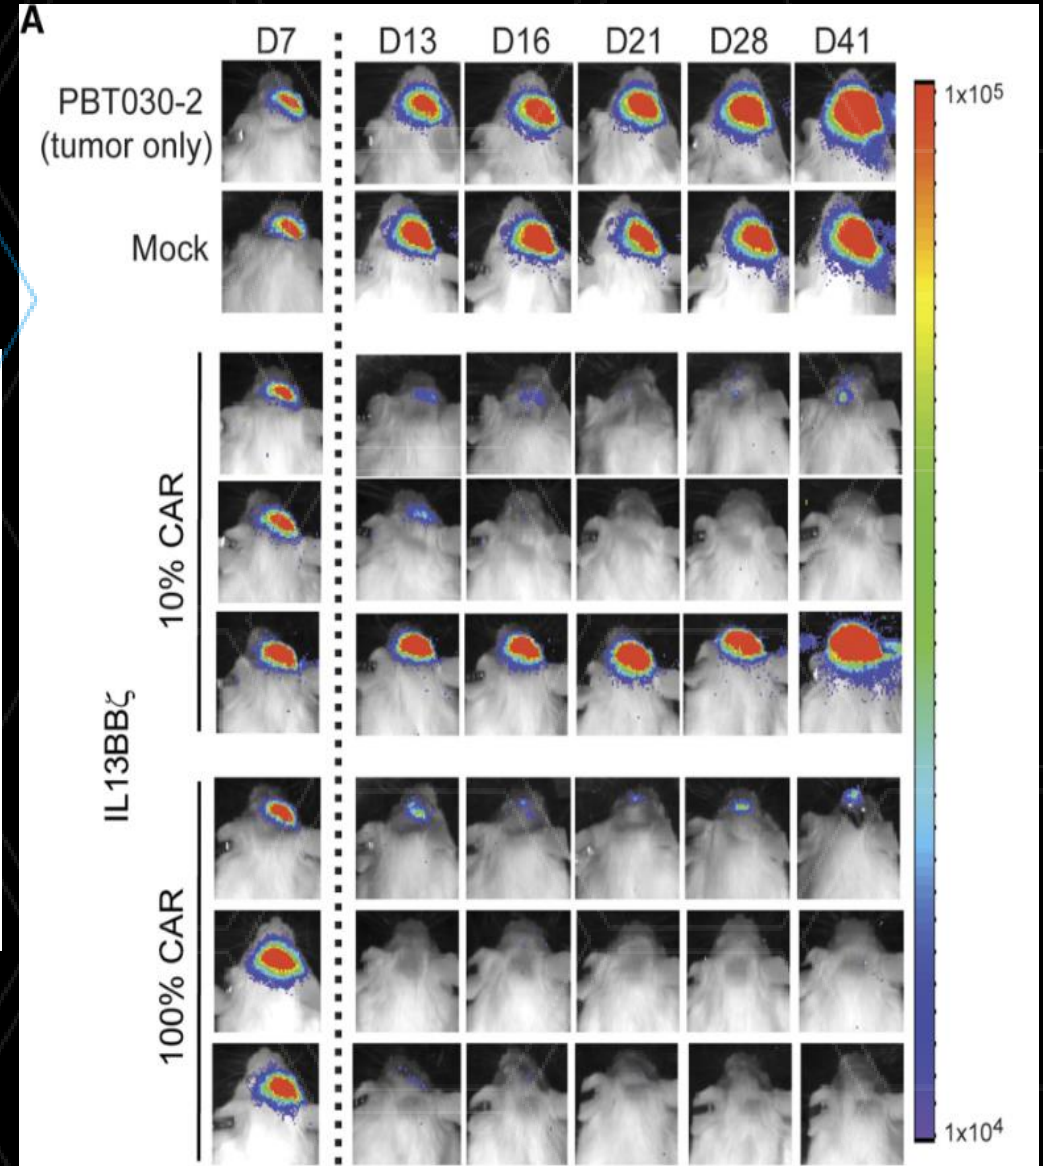 A
D7 D13 D16 D21 D28 D41
PBT030-2
(tumor only)
Mock
IL13BBζ
10% CAR
100% CAR
1x10⁵
1x10⁴